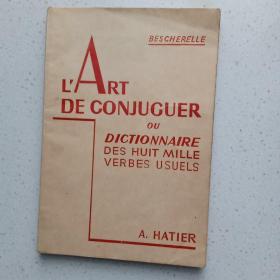 BESCHERELLE
L'ART
DE CONJUGUER
OU
DICTIONNAIRE
DES HUIT MILLE
VERBES USUELS
A. HATIER